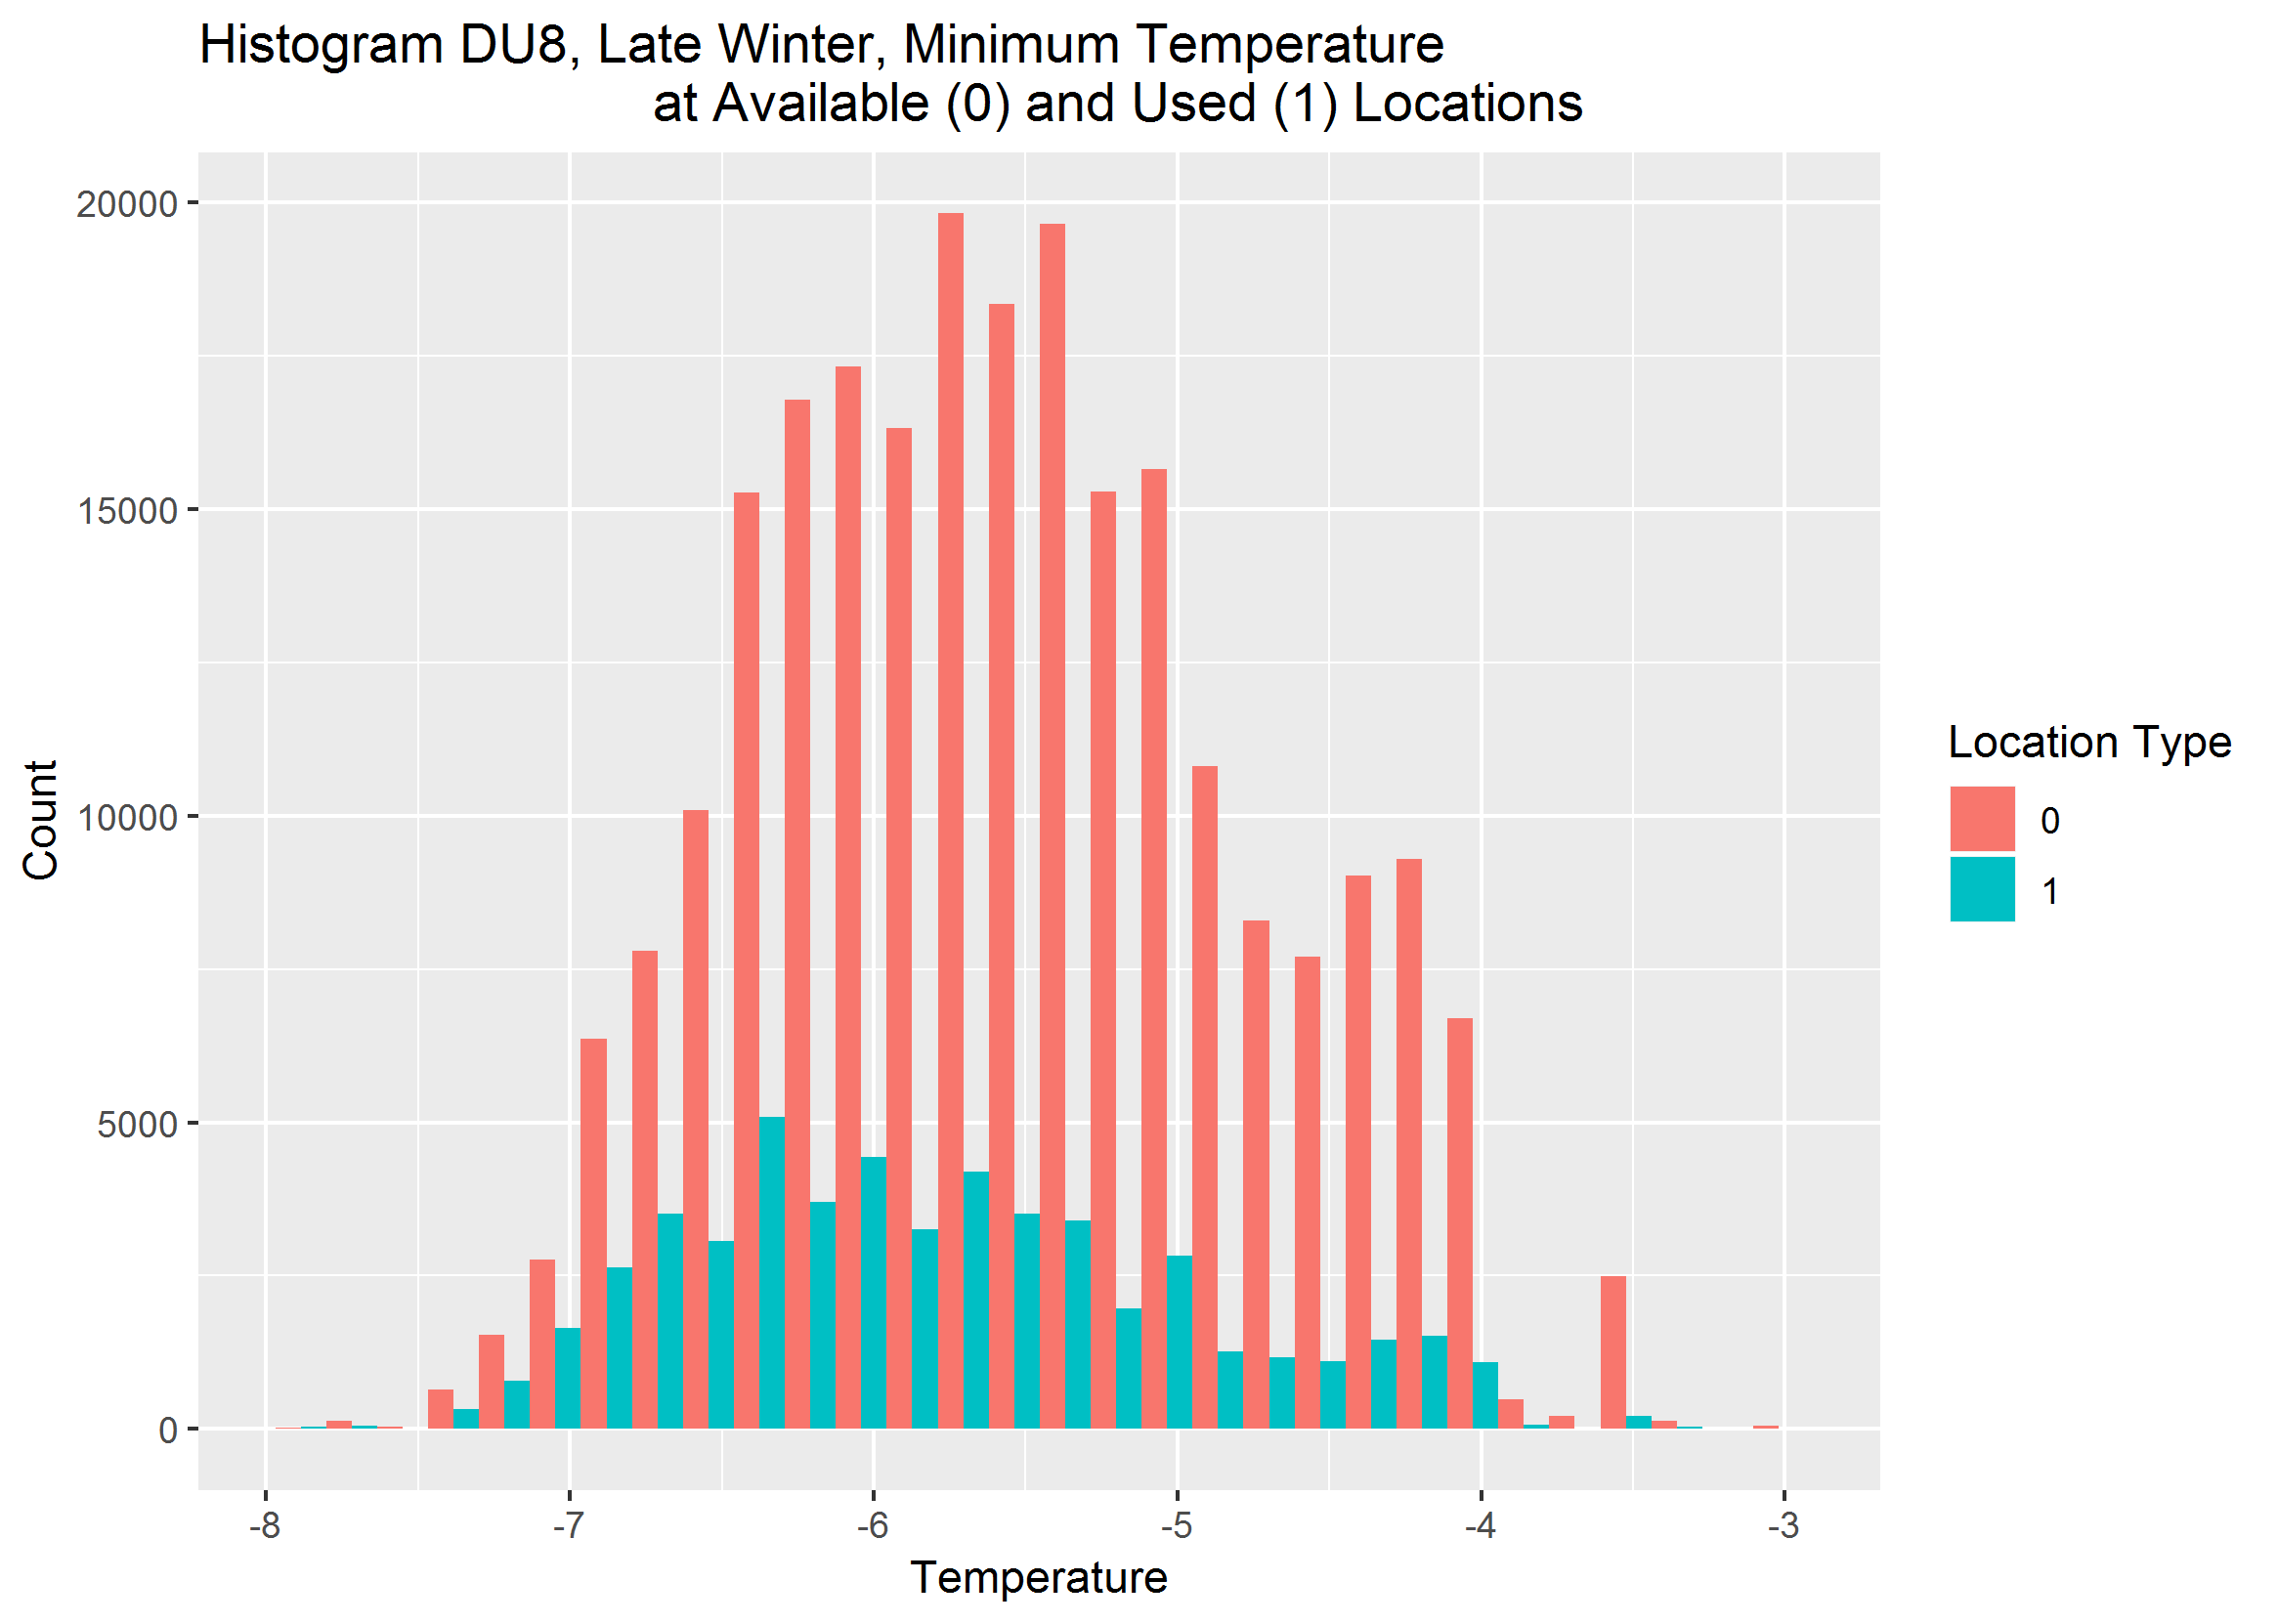 Histogram DU8, Late Winter, Minimum Temperature
at Available (0) and Used (1) Locations
20000
15000
10000
5000
0
Count
-8 -7 -6 -5 -4 -3
Temperature
Location Type
0
1